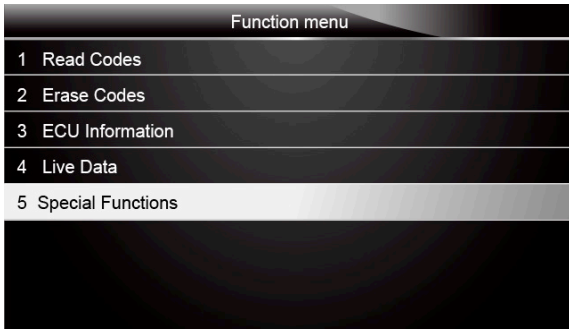 Function menu
1 Read Codes
2 Erase Codes
3 ECU Information
4 Live Data
5 Special Functions